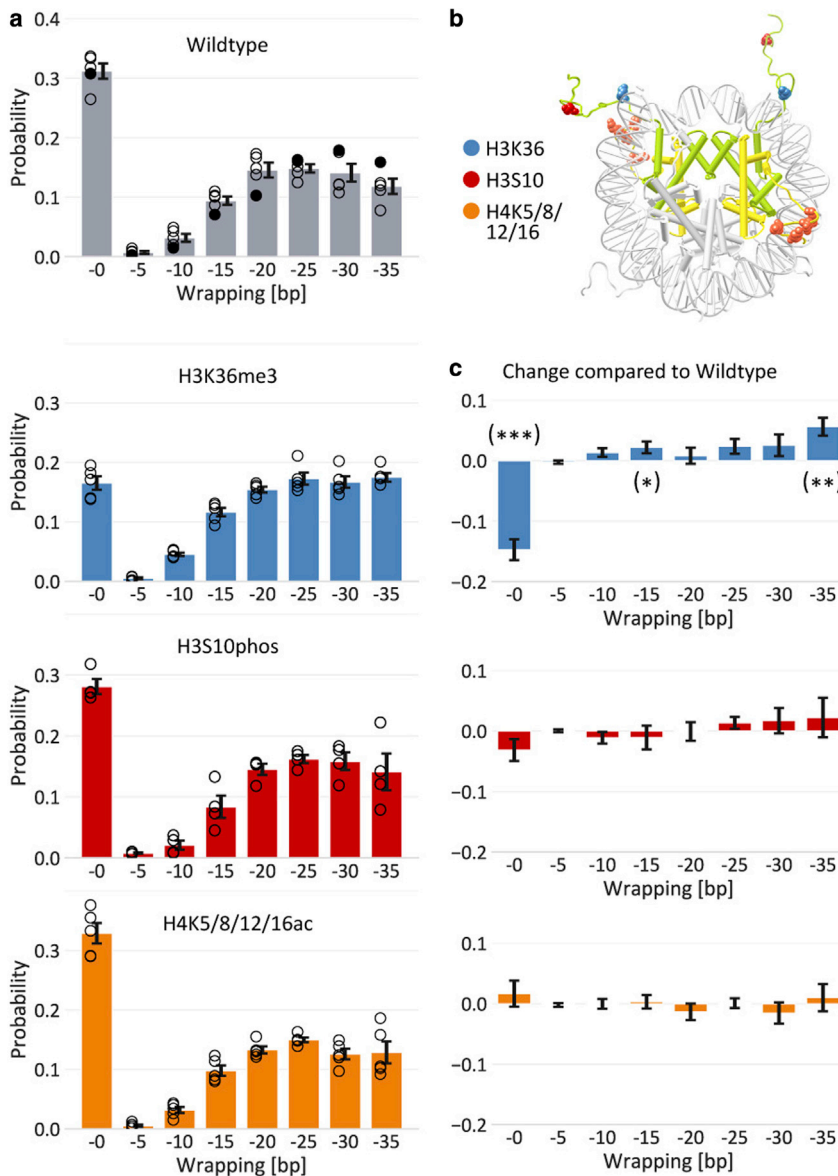 a
Wildtype
Probability
0.4
0.3
0.2
0.1
0.0
-0 -5 -10 -15 -20 -25 -30 -35
Wrapping [bp]
H3K36me3
Probability
0.3
0.2
0.1
0.0
-0 -5 -10 -15 -20 -25 -30 -35
Wrapping [bp]
H3S10phos
Probability
0.3
0.2
0.1
0.0
-0 -5 -10 -15 -20 -25 -30 -35
Wrapping [bp]
H4K5/8/12/16ac
Probability
0.3
0.2
0.1
0.0
-0 -5 -10 -15 -20 -25 -30 -35
Wrapping [bp]
b
H3K36
H3S10
H4K5/8/
12/16
c
Change compared to Wildtype
0.1
0.0
−0.1
−0.2
(***)
(*)
(**)
-0 -5 -10 -15 -20 -25 -30 -35
Wrapping [bp]
0.1
0.0
−0.1
−0.2
-0 -5 -10 -15 -20 -25 -30 -35
Wrapping [bp]
0.1
0.0
−0.1
−0.2
-0 -5 -10 -15 -20 -25 -30 -35
Wrapping [bp]